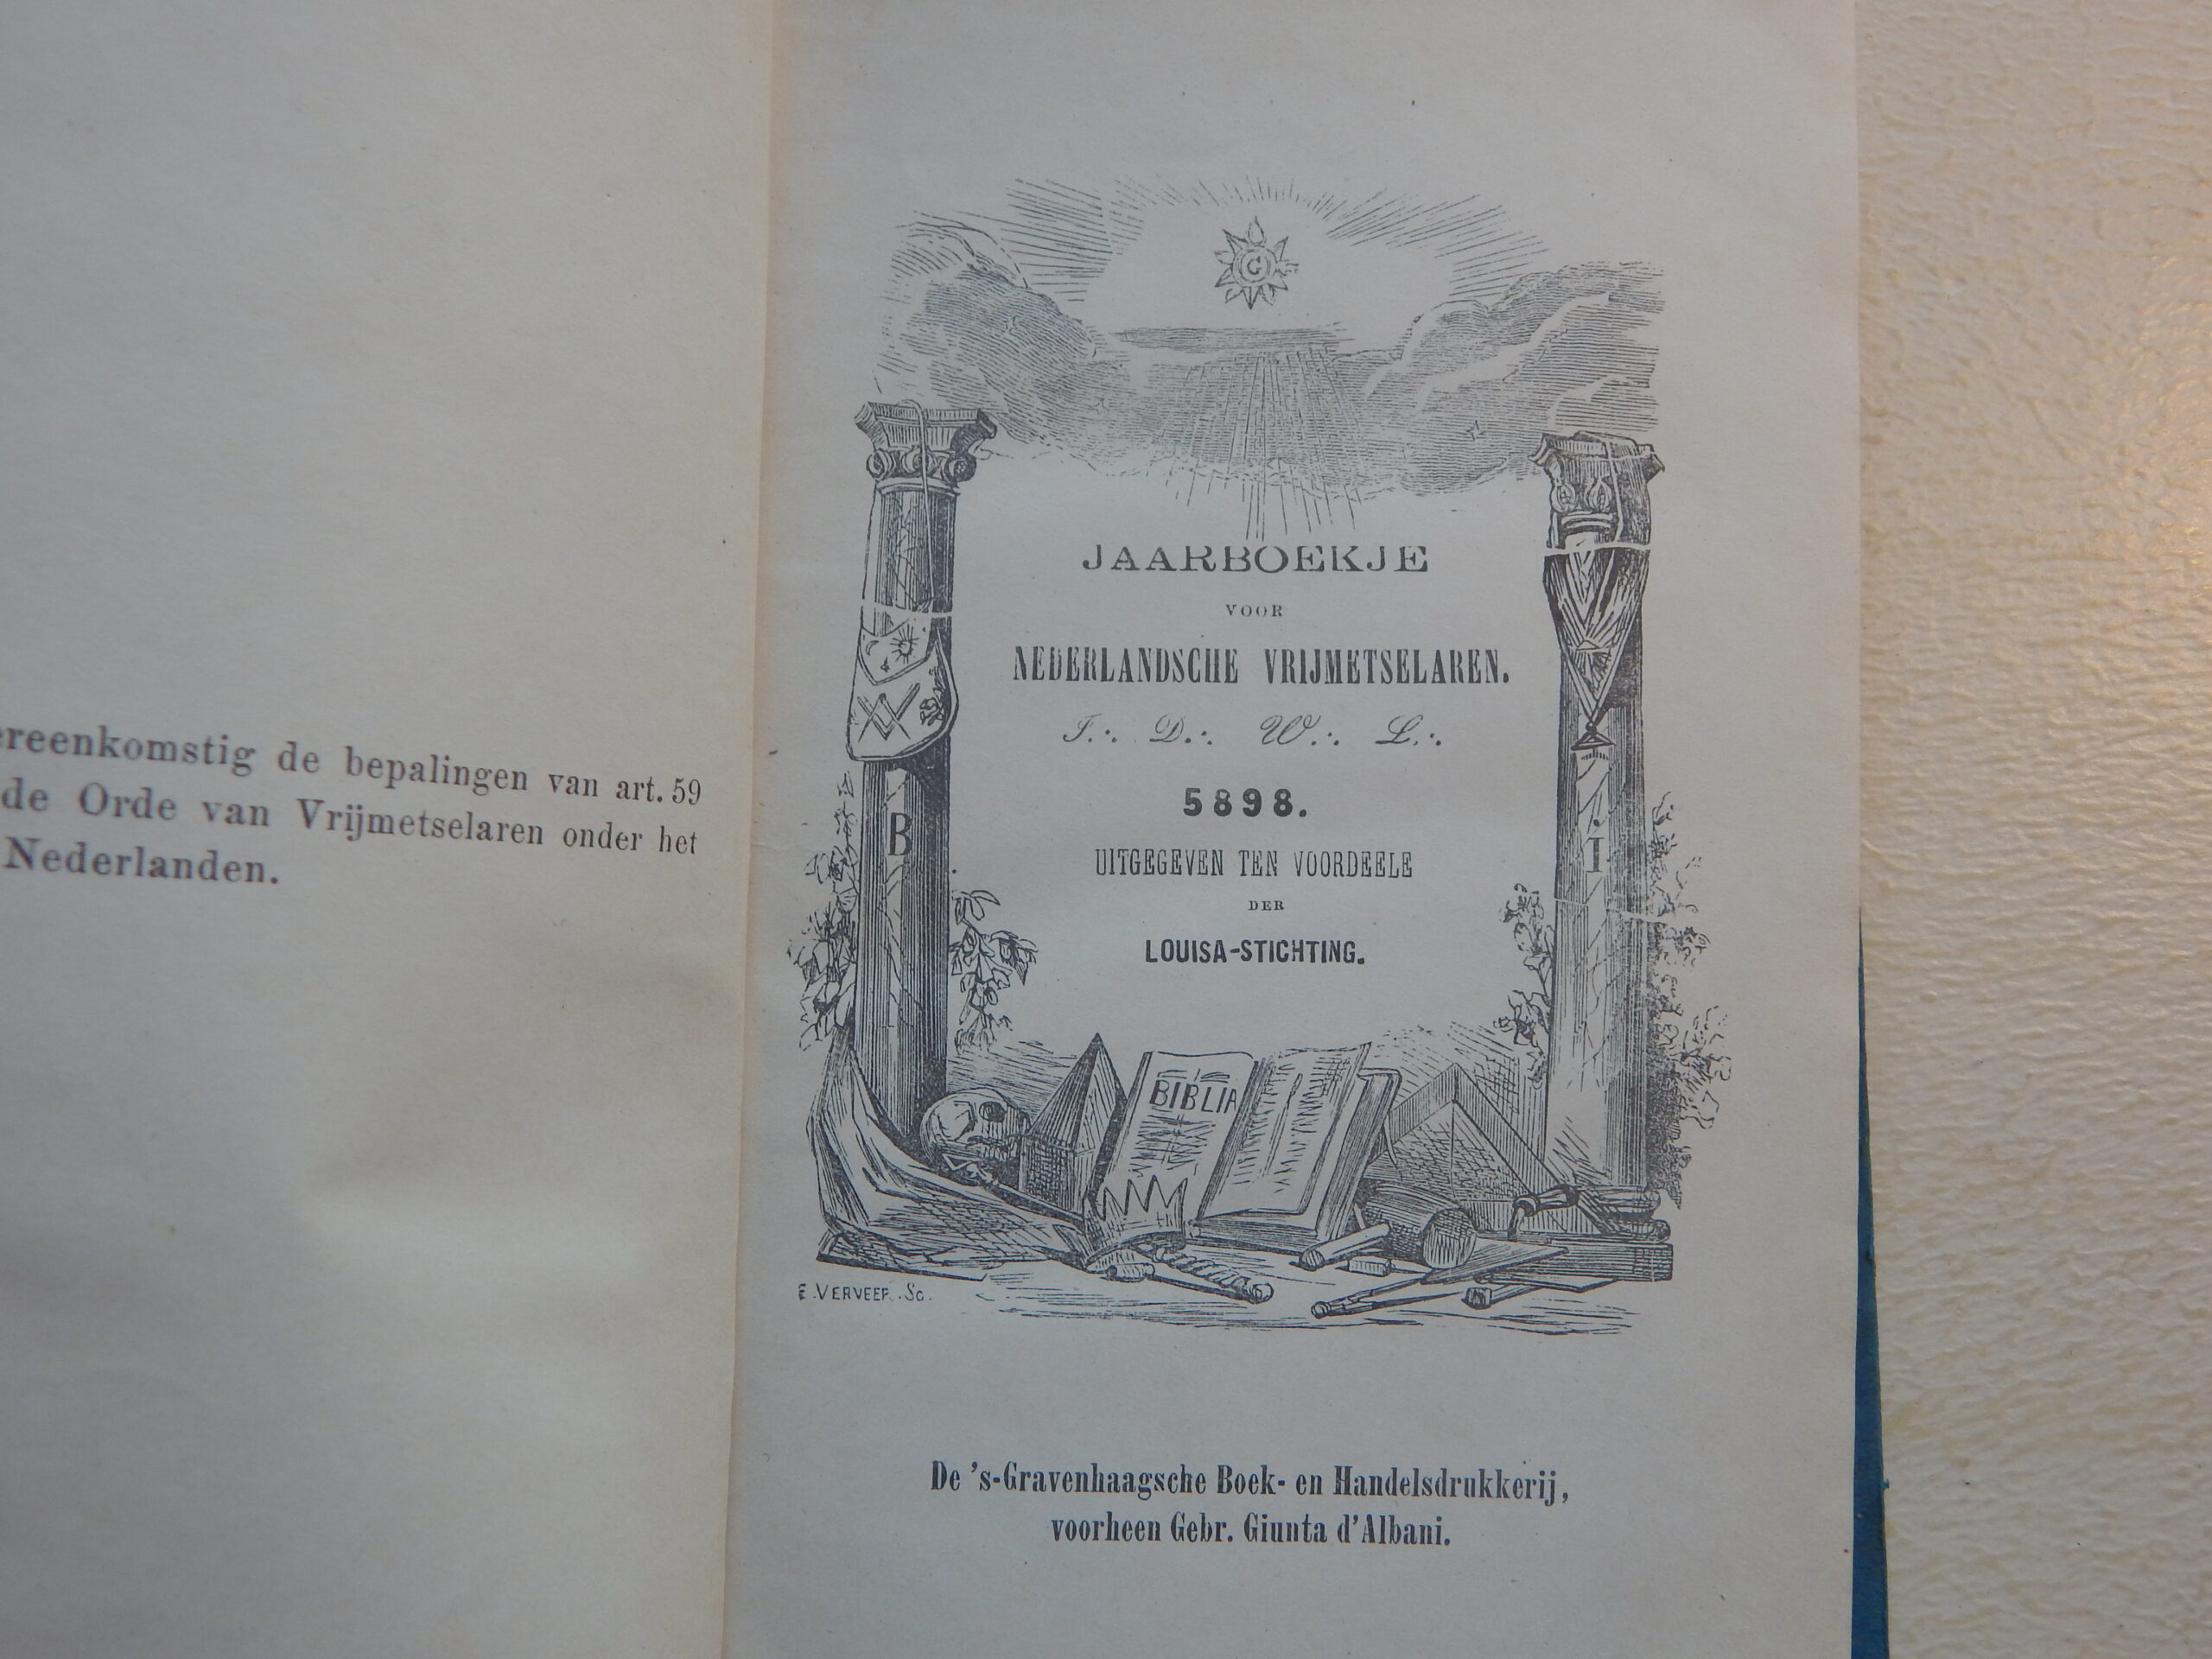 de bepalingen van art. 59
de Orde van Vrijmetselaren onder het
Nederlanden.
G
JAARBOEKJE
VOOR
NEDERLANDSCHE VRIJMETSELAREN.
I∴ D∴ W∴ L∴
5898.
UITGEGEVEN TEN VOORDEELE
DER
LOUISA-STICHTING.
B
I
BIBLIA
E. VERVEER. Sc.
De 's-Gravenhaagsche Boek- en Handelsdrukkerij,
voorheen Gebr. Giunta d'Albani.